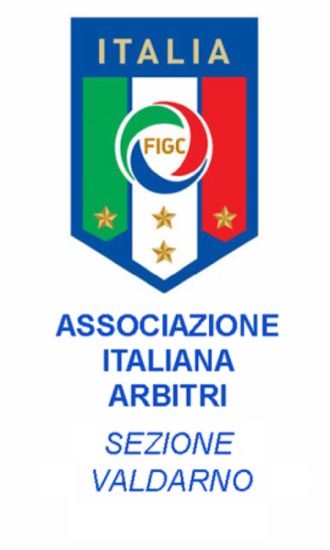 ITALIA
FIGC
ASSOCIAZIONE
ITALIANA
ARBITRI
SEZIONE
VALDARNO